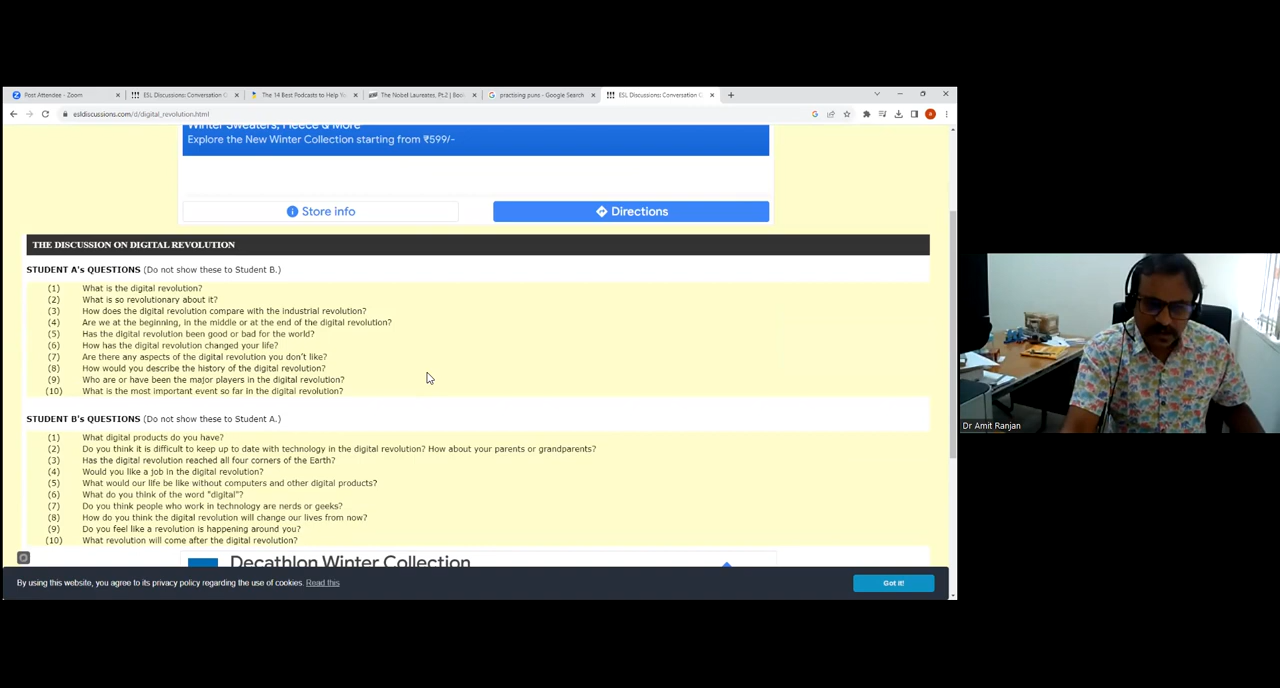 Post Attendee - Zoom
ESL Discussions: Conversation
The 14 Best Podcasts to Help
The Nobel Laureates, Pt.2 | Boo
practising puns - Google Search
ESL Discussions: Conversation
esldiscussions.com/d/digital_revolution.html
Winter Sweaters, Fleece & More
Explore the New Winter Collection starting from ₹599/-
Store info
Directions
THE DISCUSSION ON DIGITAL REVOLUTION
STUDENT A's QUESTIONS (Do not show these to Student B.)
(1) What is the digital revolution?
(2) What is so revolutionary about it?
(3) How does the digital revolution compare with the industrial revolution?
(4) Are we at the beginning, in the middle or at the end of the digital revolution?
(5) Has the digital revolution been good or bad for the world?
(6) How has the digital revolution changed your life?
(7) Are there any aspects of the digital revolution you don't like?
(8) How would you describe the history of the digital revolution?
(9) Who are or have been the major players in the digital revolution?
(10) What is the most important event so far in the digital revolution?
STUDENT B's QUESTIONS (Do not show these to Student A.)
(1) What digital products do you have?
(2) Do you think it is difficult to keep up to date with technology in the digital revolution? How about your parents or grandparents?
(3) Has the digital revolution reached all four corners of the Earth?
(4) Would you like a job in the digital revolution?
(5) What would our life be like without computers and other digital products?
(6) What do you think of the word "digital"?
(7) Do you think people who work in technology are nerds or geeks?
(8) How do you think the digital revolution will change our lives from now?
(9) Do you feel like a revolution is happening around you?
(10) What revolution will come after the digital revolution?
Decathlon Winter Collection
By using this website, you agree to its privacy policy regarding the use of cookies. Read this
Got it!
Dr Amit Ranjan